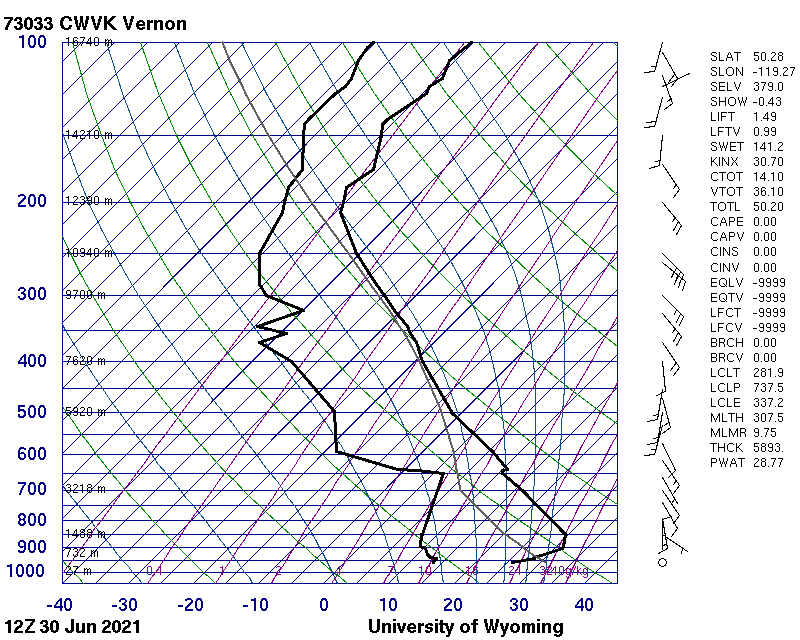 73033 CWVK Vernon
100
16740 m
14210 m
200
12390 m
10940 m
300
9700 m
400
7620 m
500
5920 m
600
700
3218 m
800
1488 m
900
732 m
1000
27 m
0.4
1
2
4
7
10
16
24
32
40g/kg
-40 -30 -20 -10 0 10 20 30 40
12Z 30 Jun 2021
University of Wyoming
SLAT 50.28
SLON -119.27
SELV 379.0
SHOW -0.43
LIFT 1.49
LFTV 0.99
SWET 141.2
KINX 30.70
CTOT 14.10
VTOT 36.10
TOTL 50.20
CAPE 0.00
CAPV 0.00
CINS 0.00
CINV 0.00
EQLV -9999
EQTV -9999
LFCT -9999
LFCV -9999
BRCH 0.00
BRCV 0.00
LCLT 281.9
LCLP 737.5
LCLE 337.2
MLTH 307.5
MLMR 9.75
THCK 5893.
PWAT 28.77